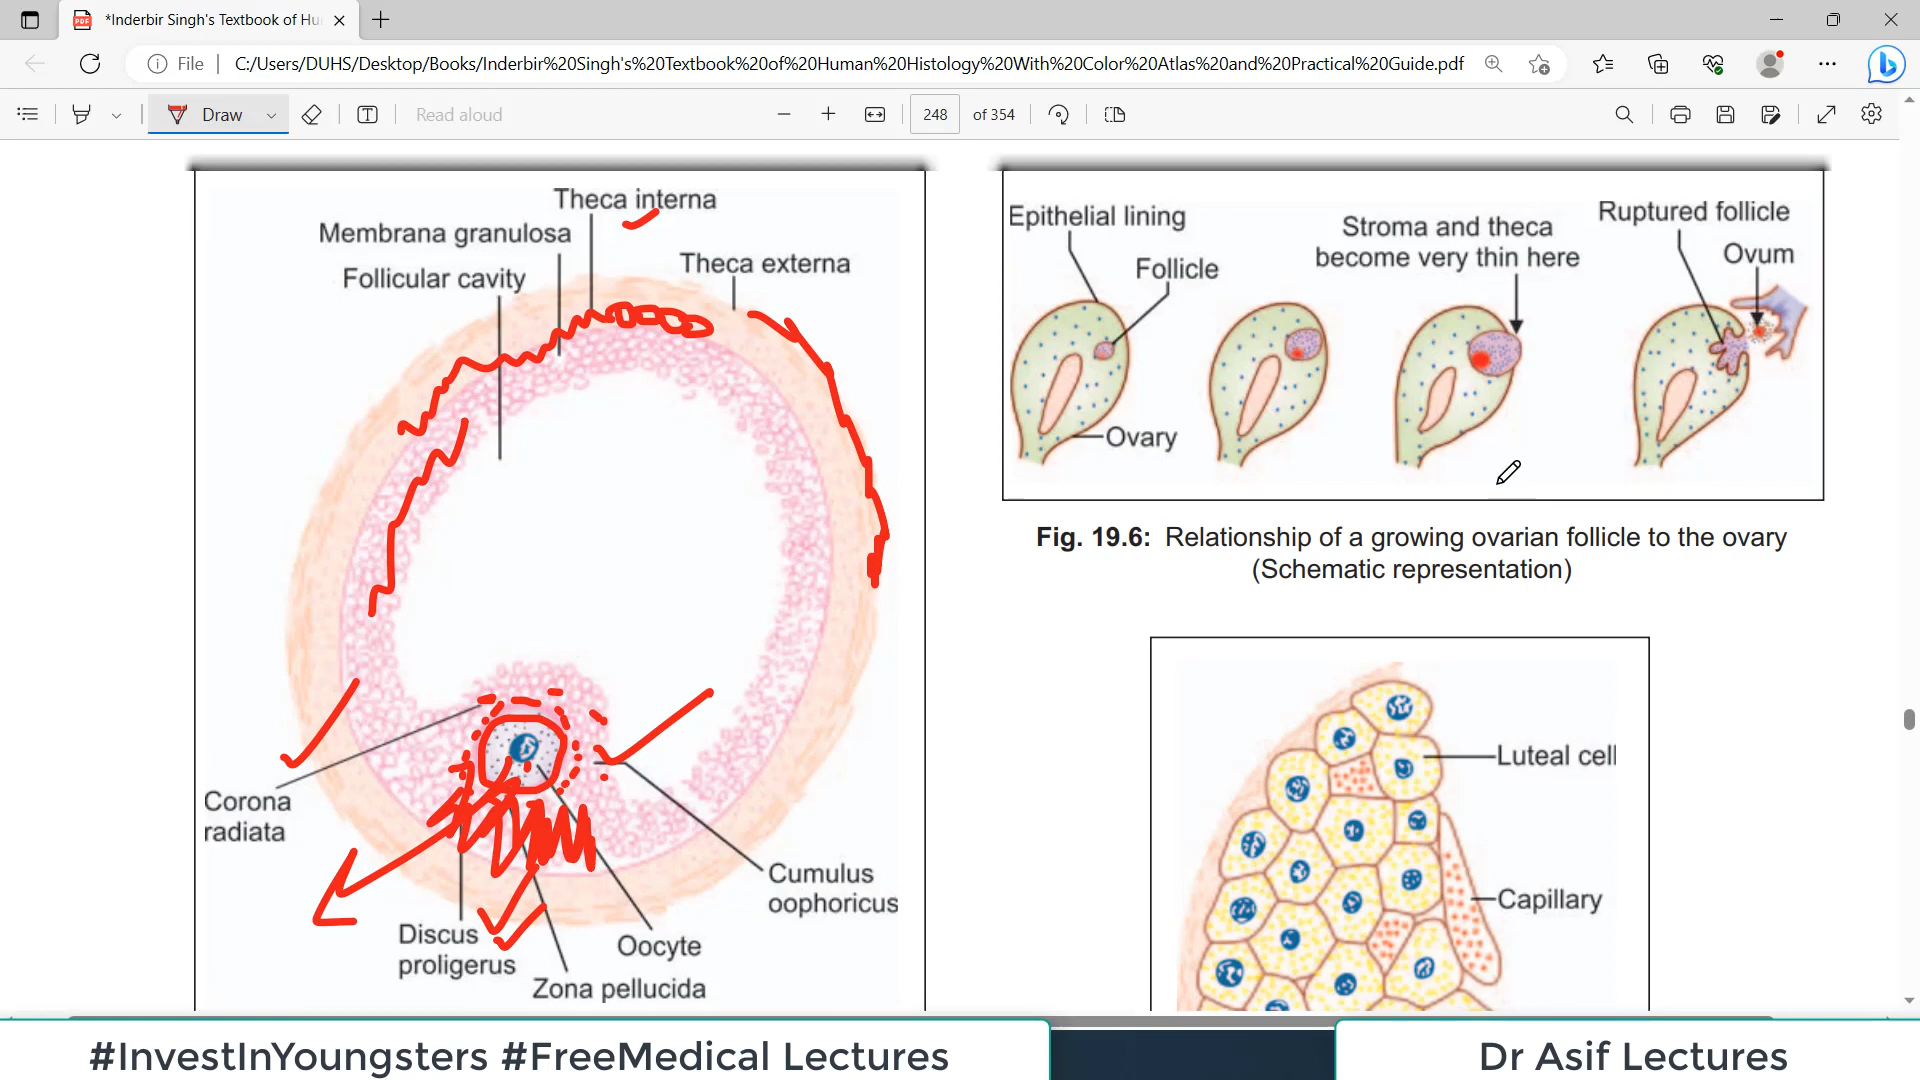 *Inderbir Singh's Textbook of Hu
File
C:/Users/DUHS/Desktop/Books/Inderbir%20Singh's%20Textbook%20of%20Human%20Histology%20With%20Color%20Atlas%20and%20Practical%20Guide.pdf
Draw
Read aloud
248 of 354
Theca interna
Membrana granulosa
Theca externa
Follicular cavity
Corona
radiata
Cumulus
oophoricus
Discus
proligerus
Oocyte
Zona pellucida
Epithelial lining
Follicle
Stroma and theca
become very thin here
Ruptured follicle
Ovum
Ovary
Fig. 19.6: Relationship of a growing ovarian follicle to the ovary
(Schematic representation)
Luteal cell
Capillary
#InvestInYoungsters #FreeMedical Lectures
Dr Asif Lectures